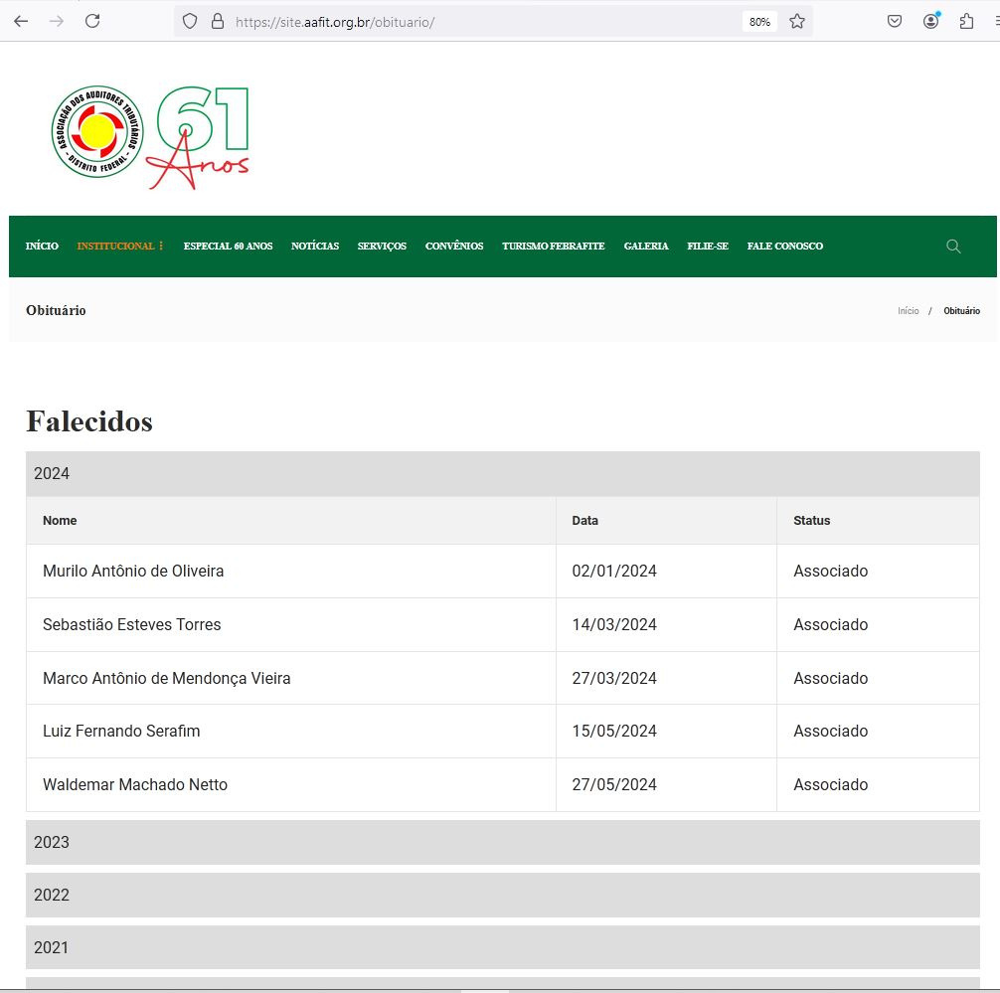 https://site.aafit.org.br/obituario/
80%
ASSOCIAÇÃO DOS AUDITORES TRIBUTÁRIOS
- DISTRITO FEDERAL -
61
Anos
INÍCIO INSTITUCIONAL ESPECIAL 60 ANOS NOTÍCIAS SERVIÇOS CONVÊNIOS TURISMO FEBRAFITE GALERIA FILIE-SE FALE CONOSCO
Obituário
Início / Obituário
Falecidos
2024
Nome Data Status
Murilo Antônio de Oliveira 02/01/2024 Associado
Sebastião Esteves Torres 14/03/2024 Associado
Marco Antônio de Mendonça Vieira 27/03/2024 Associado
Luiz Fernando Serafim 15/05/2024 Associado
Waldemar Machado Netto 27/05/2024 Associado
2023
2022
2021